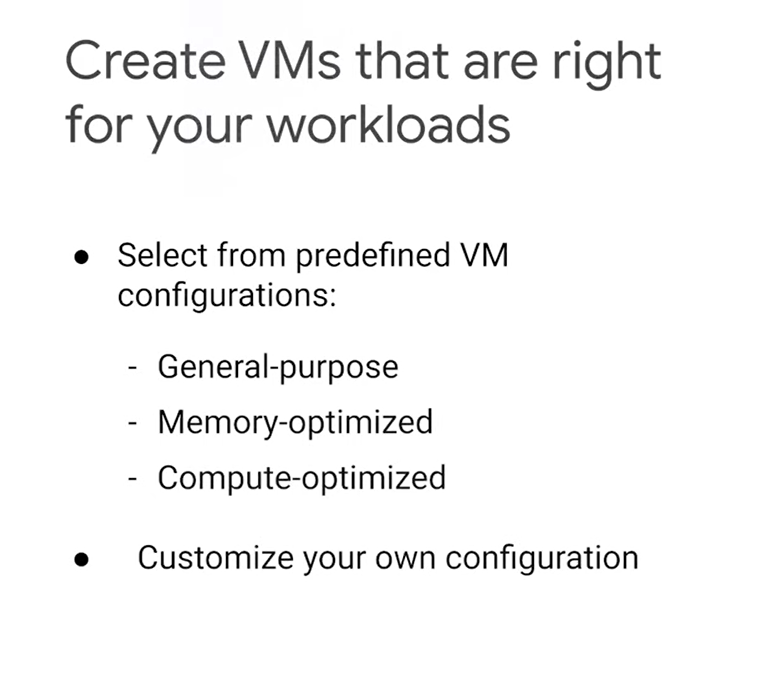 Create VMs that are right
for your workloads
● Select from predefined VM
configurations:
- General-purpose
- Memory-optimized
- Compute-optimized
● Customize your own configuration